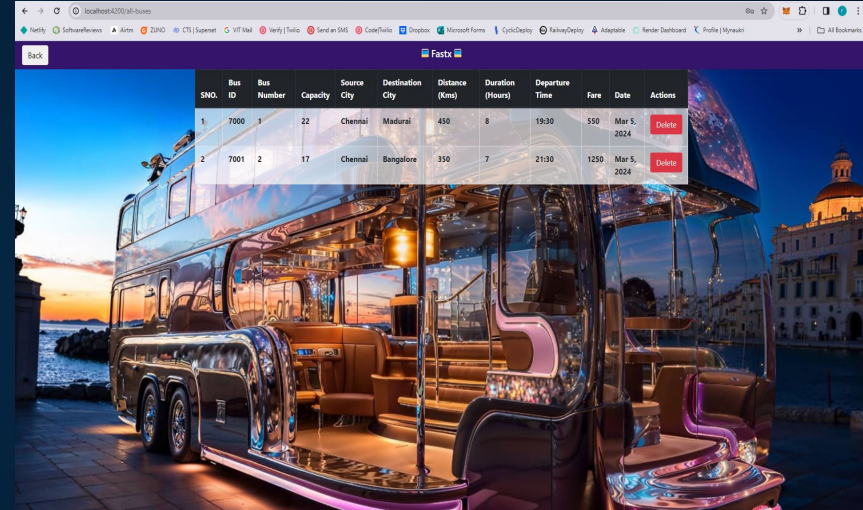 localhost:4200/all-buses
Netlify SoftwareReviews Airtm ZUNO CTS | Superset VIT Mail Verify | Twilio Send an SMS Code/Twilio Dropbox Microsoft Forms CyclicDeploy RailwayDeploy Adaptable Render Dashboard Profile | Mynaukri » All Bookmarks
Back Fastx
SNO. Bus ID Bus Number Capacity Source City Destination City Distance (Kms) Duration (Hours) Departure Time Fare Date Actions
1 7000 1 22 Chennai Madurai 450 8 19:30 550 Mar 5, 2024 Delete
2 7001 2 17 Chennai Bangalore 350 7 21:30 1250 Mar 5, 2024 Delete